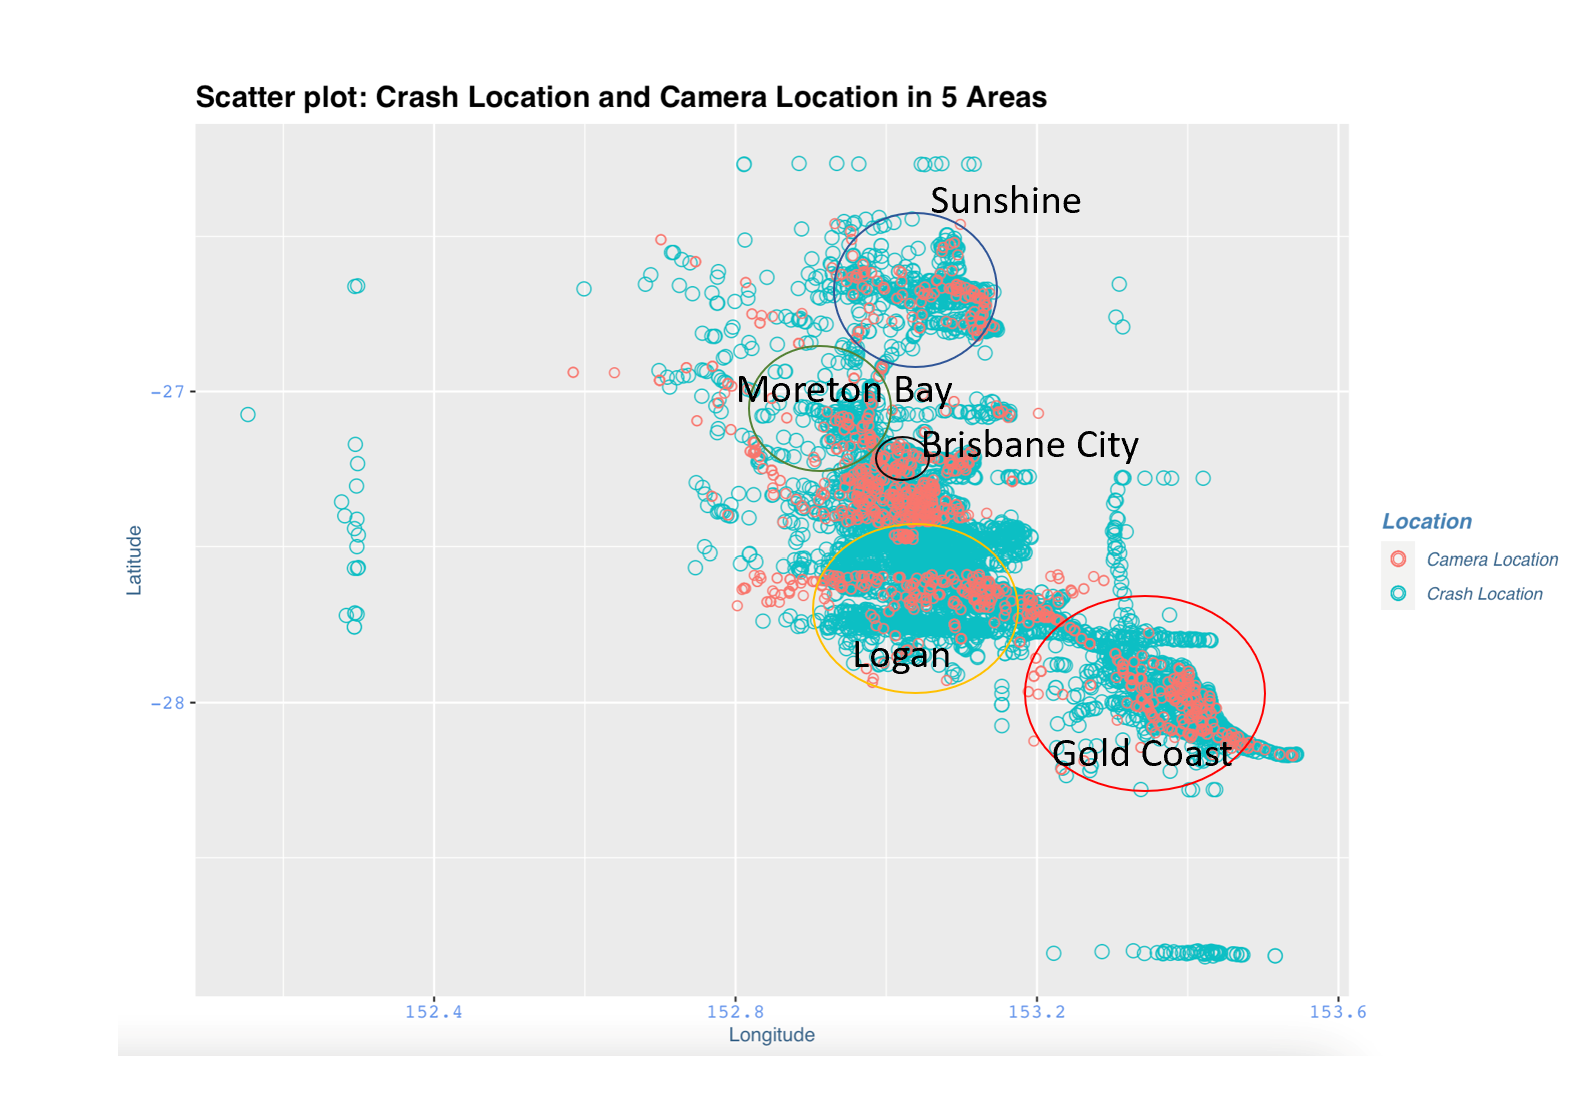 Scatter plot: Crash Location and Camera Location in 5 Areas
Sunshine
-27
Moreton Bay
Brisbane City
Latitude
Location
Camera Location
Crash Location
Logan
-28
Gold Coast
152.4 152.8 153.2 153.6
Longitude